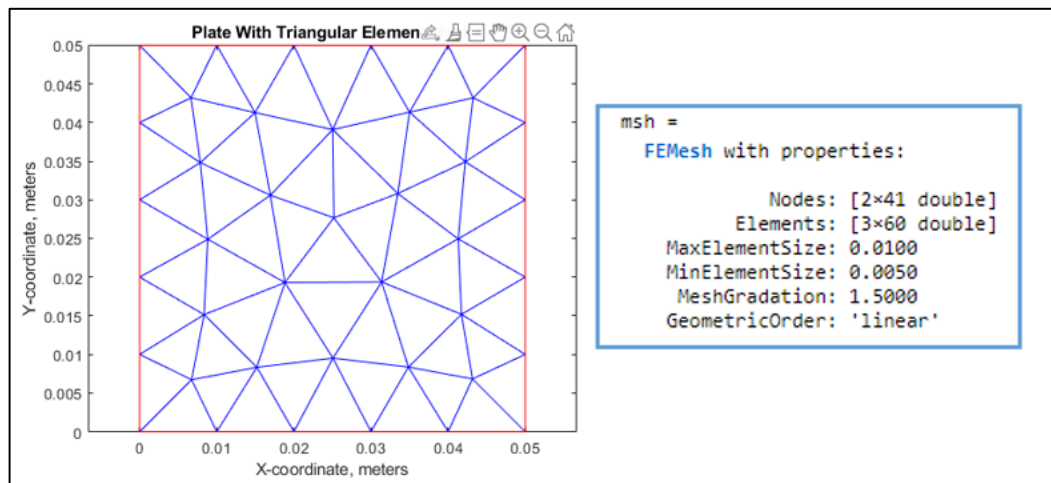 Plate With Triangular Elemen
0.05
0.045
0.04
0.035
0.03
0.025
0.02
0.015
0.01
0.005
0
Y-coordinate, meters
0 0.01 0.02 0.03 0.04 0.05
X-coordinate, meters
msh =
FEMesh with properties:
Nodes: [2×41 double]
Elements: [3×60 double]
MaxElementSize: 0.0100
MinElementSize: 0.0050
MeshGradation: 1.5000
GeometricOrder: 'linear'